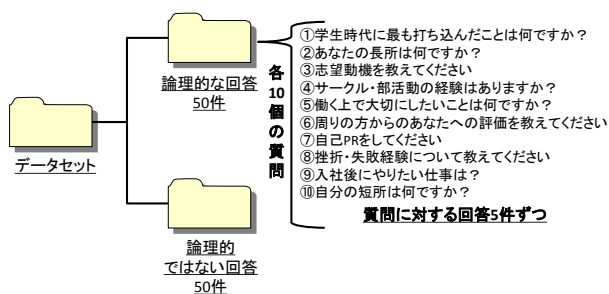 データセット
論理的な回答
50件
論理的
ではない回答
50件
各10個の質問
①学生時代に最も打ち込んだことは何ですか？
②あなたの長所は何ですか？
③志望動機を教えてください
④サークル・部活動の経験はありますか？
⑤働く上で大切にしたいことは何ですか？
⑥周りの方からのあなたへの評価を教えてください
⑦自己PRをしてください
⑧挫折・失敗経験について教えてください
⑨入社後にやりたい仕事は？
⑩自分の短所は何ですか？
質問に対する回答5件ずつ